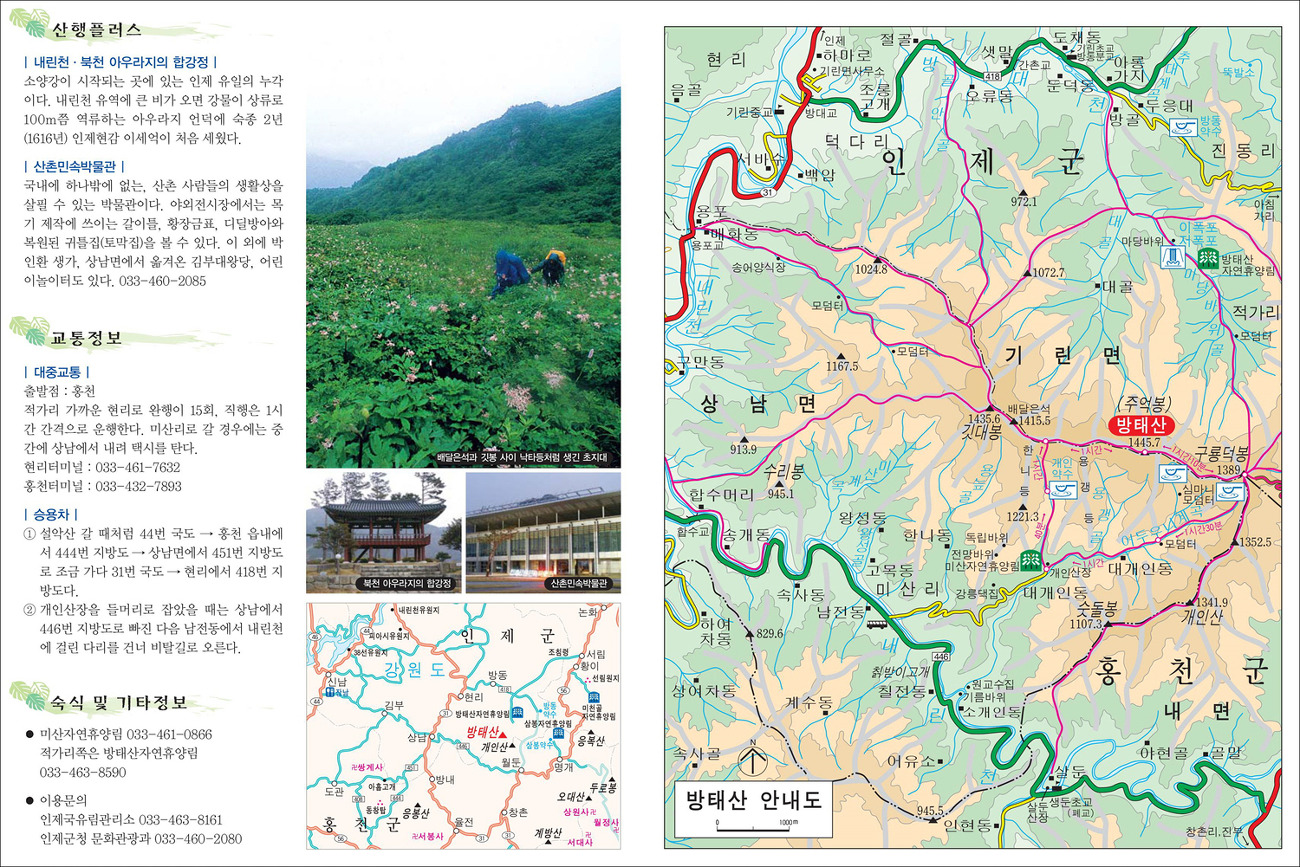 산행플러스
| 내린천 · 북천 아우라지의 합강정 |
소양강이 시작되는 곳에 있는 인제 유일의 누각
이다. 내린천 유역에 큰 비가 오면 강물이 상류로
100m쯤 역류하는 아우라지 언덕에 숙종 2년
(1616년) 인제현감 이세억이 처음 세웠다.
| 산촌민속박물관 |
국내에 하나밖에 없는, 산촌 사람들의 생활상을
살필 수 있는 박물관이다. 야외전시장에서는 목
기 제작에 쓰이는 갈이틀, 황장금표, 디딜방아와
복원된 귀틀집(토막집)을 볼 수 있다. 이 외에 박
인환 생가, 상남면에서 옮겨온 김부대왕당, 어린
이놀이터도 있다. 033-460-2085
교통정보
| 대중교통 |
출발점 : 홍천
적가리 가까운 현리로 완행이 15회, 직행은 1시
간 간격으로 운행한다. 미산리로 갈 경우에는 중
간에 상남에서 내려 택시를 탄다.
현리터미널 : 033-461-7632
홍천터미널 : 033-432-7893
| 승용차 |
① 설악산 갈 때처럼 44번 국도 → 홍천 읍내에
서 444번 지방도 → 상남면에서 451번 지방도
로 조금 가다 31번 국도 → 현리에서 418번 지
방도다.
② 개인산장을 들머리로 잡았을 때는 상남에서
446번 지방도로 빠진 다음 남전동에서 내린천
에 걸린 다리를 건너 비탈길로 오른다.
숙식 및 기타정보
● 미산자연휴양림 033-461-0866
적가리쪽은 방태산자연휴양림
033-463-8590
● 이용문의
인제국유림관리소 033-463-8161
인제군청 문화관광과 033-460-2080
배달은석과 깃봉 사이 낙타등처럼 생긴 초지대
북천 아우라지의 합강정
산촌민속박물관
내린천유원지
논화
인 제 군
46
44
피아시유원지
38선유원지
조침령
서림
황이
강원도
신남
방동
418
선림원지
현리
56
44
김부
31
방태산자연휴양림
방동
약수
미천골
자연휴양림
삼봉자연휴양림
방태산
개인산
상남
446
삼봉약수
응복산
월둔
명개
쌍계사
451
방내
두로봉
도관
아홉고개
408
444
동창탑
응봉산
오대산
홍 천 군
창촌
상원사
월정사
율전
서봉사
31
31
계방산
서대사
현 리
인제
하마로
기린면사무소
절골
샛말
도채동
기린초교
방동분교
간촌교
아롱
가지
뚝발소
음골
조롱
고개
418
오류동
둔덕동
두응대
기린중교
방대교
방골
방동
약수
덕 다 리
진 동 리
서바수
백암
인 제 군
31
972.1
아침
가리
용포
매화동
용포교
마당바위
이폭포
저폭포
방태산
자연휴양림
송어양식장
1024.8
1072.7
대골
내린천
모덤터
적가리
마당바위골
모덤터
구만동
모덤터
1167.5
기 린 면
상 남 면
(주억봉)
방태산
1445.7
배달은석
1435.6
1415.5
깃대봉
913.9
구룡덕봉
1389
1시간
1시간10분
개인
약수
수리봉
945.1
심마니
모덤터
합수머리
1221.3
왕성동
합수교
송개동
한니동
독립바위
전망바위
미산자연휴양림
40분
1시간30분
모덤터
1352.5
1시간
고목동
개인산장
대개인동
속사동
미 산 리
강릉댁집
대개인동
남전동
숫돌봉
1107.3
1341.9
개인산
하여
차동
829.6
446
홍 천 군
칡밭이고개
칠전동
원교수집
기름바위
소개인동
상여차동
계수동
내 면
속사골
어유소
야현골
골말
N
살둔
살둔
산장
생둔초교
(폐교)
방태산 안내도
0 1000m
945.5
인현동
창촌리.진부